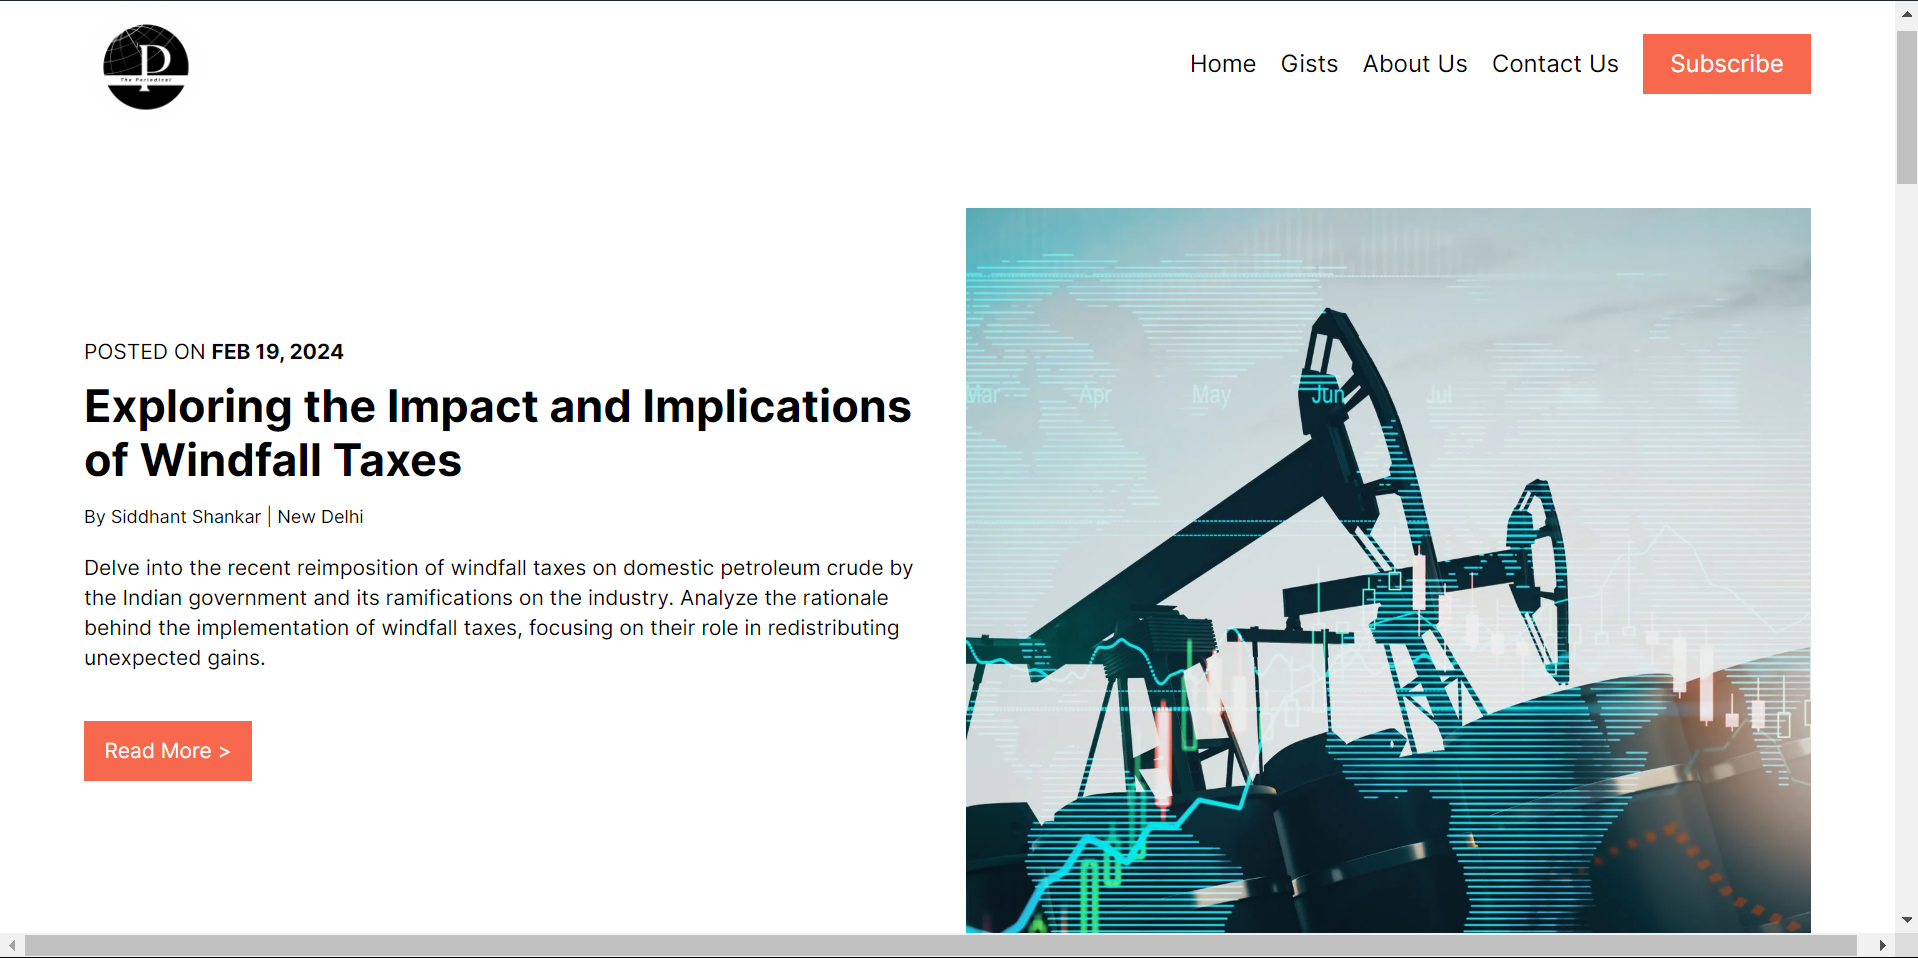 P
The Periodical
Home Gists About Us Contact Us Subscribe
POSTED ON FEB 19, 2024
Exploring the Impact and Implications
of Windfall Taxes
By Siddhant Shankar | New Delhi
Delve into the recent reimposition of windfall taxes on domestic petroleum crude by
the Indian government and its ramifications on the industry. Analyze the rationale
behind the implementation of windfall taxes, focusing on their role in redistributing
unexpected gains.
Read More >
Mar Apr May Jun Jul